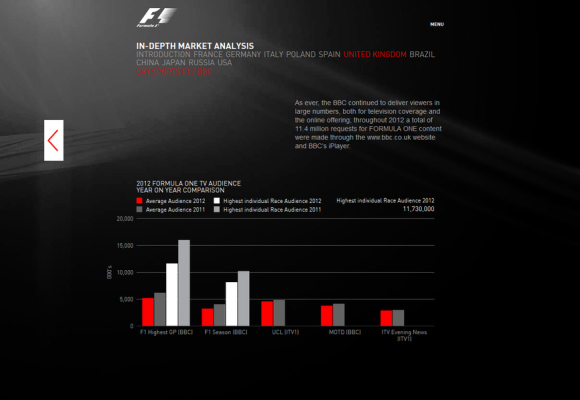 F1
Formula 1
MENU
IN-DEPTH MARKET ANALYSIS
INTRODUCTION FRANCE GERMANY ITALY POLAND SPAIN UNITED KINGDOM BRAZIL
CHINA JAPAN RUSSIA USA
As ever, the BBC continued to deliver viewers in
large numbers, both for television coverage and
the online offering; throughout 2012 a total of
11.4 million requests for FORMULA ONE content
were made through the www.bbc.co.uk website
and BBC's iPlayer.
2012 FORMULA ONE TV AUDIENCE
YEAR ON YEAR COMPARISON
Average Audience 2012 Highest individual Race Audience 2012 Highest individual Race Audience 2012
Average Audience 2011 Highest individual Race Audience 2011 11,730,000
20,000
15,000
10,000
5,000
0
000's
F1 Highest GP (BBC) F1 Season (BBC) UCL (ITV1) MOTD (BBC) ITV Evening News
(ITV1)